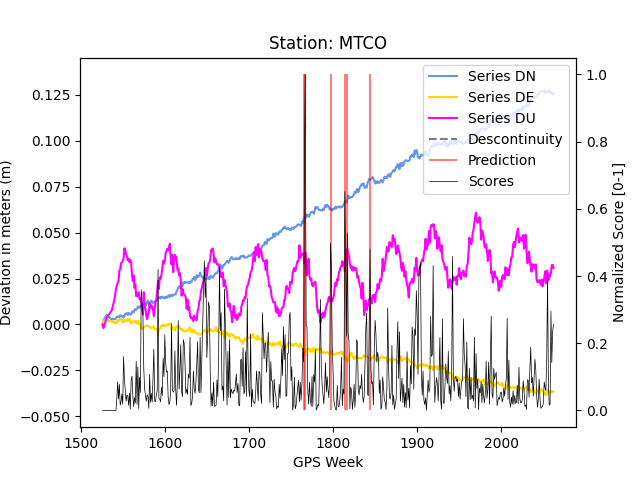 Station: MTCO
Deviation in meters (m)
0.125
0.100
0.075
0.050
0.025
0.000
−0.025
−0.050
Series DN
Series DE
Series DU
Descontinuity
Prediction
Scores
1.0
0.8
0.6
0.4
0.2
0.0
Normalized Score [0-1]
1500
1600
1700
1800
1900
2000
GPS Week